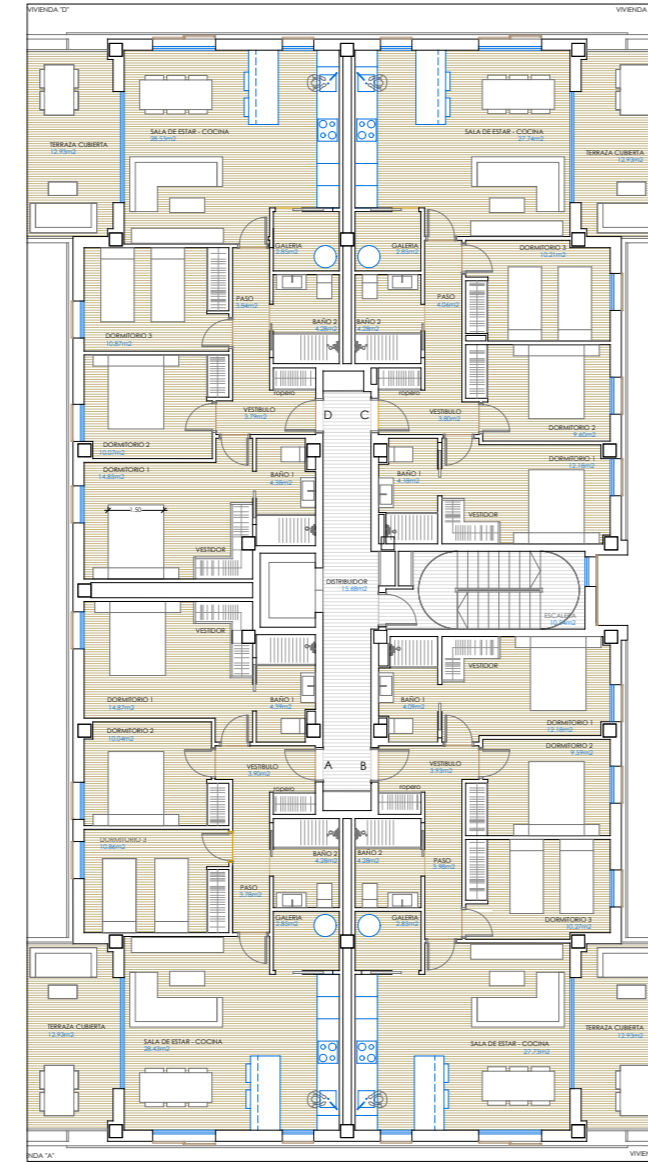 VIVIENDA "D"
VIVIENDA
TERRAZA CUBIERTA
12.93m2
SALA DE ESTAR - COCINA
28.53m2
SALA DE ESTAR - COCINA
27.74m2
TERRAZA CUBIERTA
12.93m2
GALERIA
2.85m2
GALERIA
2.85m2
DORMITORIO 3
10.21m2
PASO
3.84m2
PASO
4.06m2
DORMITORIO 3
10.87m2
BAÑO 2
4.28m2
BAÑO 2
4.28m2
ropero
ropero
VESTIBULO
3.79m2
D
C
VESTIBULO
3.80m2
DORMITORIO 2
9.60m2
DORMITORIO 2
10.07m2
DORMITORIO 1
14.85m2
BAÑO 1
4.38m2
BAÑO 1
4.18m2
DORMITORIO 1
12.18m2
1.50
VESTIDOR
VESTIDOR
DISTRIBUIDOR
15.68m2
ESCALERA
VESTIDOR
VESTIDOR
DORMITORIO 1
14.87m2
BAÑO 1
4.39m2
BAÑO 1
4.09m2
DORMITORIO 1
12.18m2
DORMITORIO 2
10.04m2
DORMITORIO 2
9.59m2
VESTIBULO
3.90m2
A
B
VESTIBULO
3.93m2
ropero
ropero
DORMITORIO 3
10.86m2
BAÑO 2
4.28m2
BAÑO 2
4.28m2
PASO
3.98m2
PASO
3.78m2
GALERIA
2.85m2
GALERIA
2.85m2
DORMITORIO 3
10.27m2
TERRAZA CUBIERTA
12.93m2
SALA DE ESTAR - COCINA
28.43m2
SALA DE ESTAR - COCINA
27.73m2
TERRAZA CUBIERTA
12.93m2
NDA "A"
VIVIEN